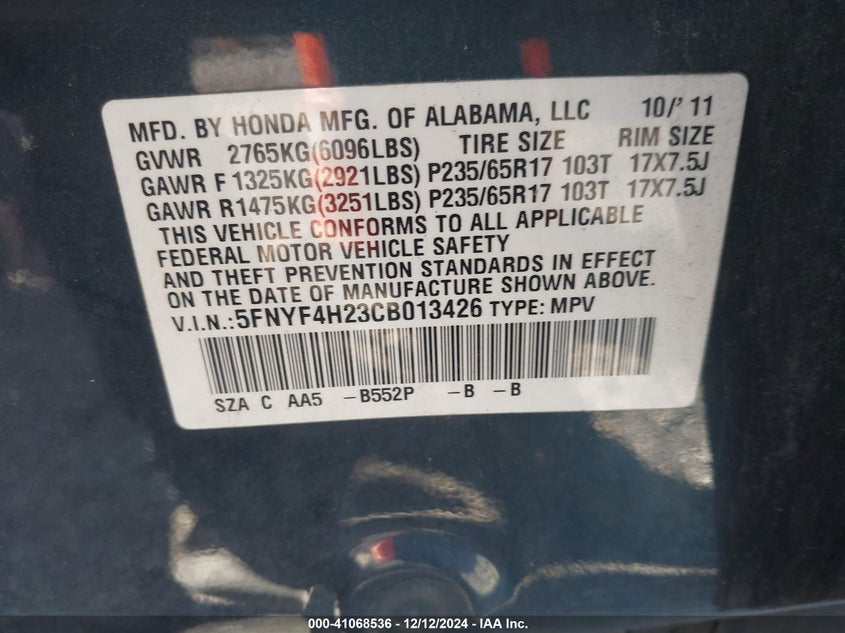 MFD. BY HONDA MFG. OF ALABAMA, LLC 10/'11
GVWR 2765KG(6096LBS) TIRE SIZE RIM SIZE
GAWR F 1325KG(2921LBS) P235/65R17 103T 17X7.5J
GAWR R1475KG(3251LBS) P235/65R17 103T 17X7.5J
THIS VEHICLE CONFORMS TO ALL APPLICABLE
FEDERAL MOTOR VEHICLE SAFETY
AND THEFT PREVENTION STANDARDS IN EFFECT
ON THE DATE OF MANUFACTURE SHOWN ABOVE.
V.I.N.:5FNYF4H23CB013426 TYPE: MPV
SZA C AA5 -B552P -B -B
000-41068536 - 12/12/2024 - IAA Inc.